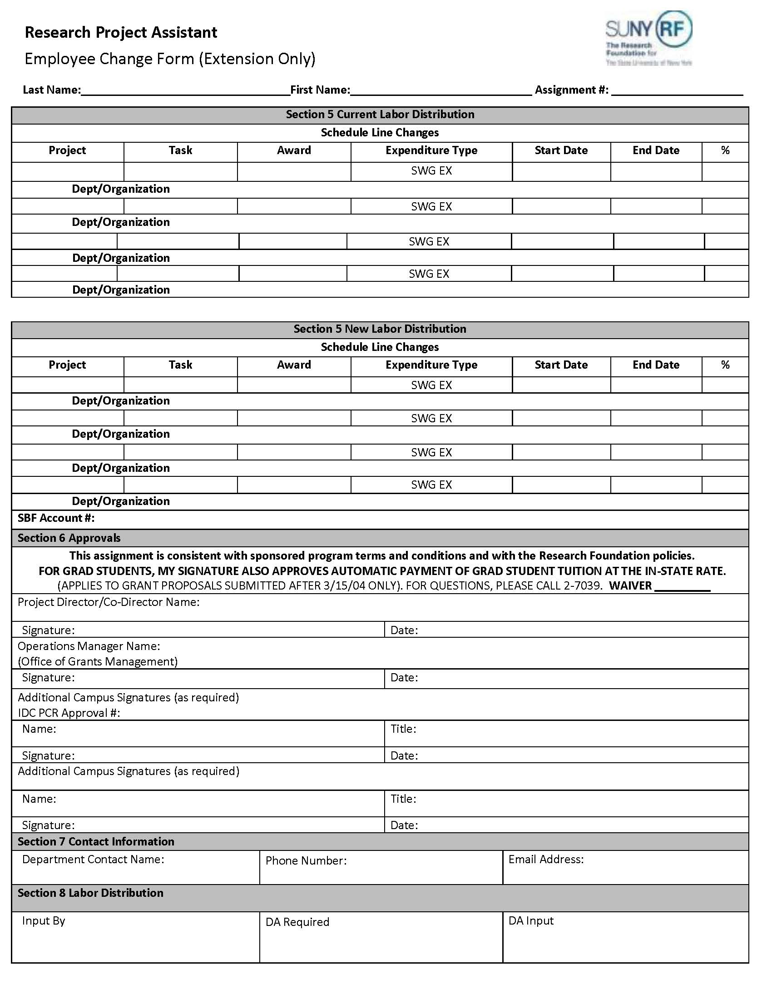 Research Project Assistant
Employee Change Form (Extension Only)
SUNY RF
The Research
Foundation for
The State University of New York
Last Name: First Name: Assignment #:
Section 5 Current Labor Distribution
Schedule Line Changes
Project Task Award Expenditure Type Start Date End Date %
SWG EX
Dept/Organization
SWG EX
Dept/Organization
SWG EX
Dept/Organization
SWG EX
Dept/Organization
Section 5 New Labor Distribution
Schedule Line Changes
Project Task Award Expenditure Type Start Date End Date %
SWG EX
Dept/Organization
SWG EX
Dept/Organization
SWG EX
Dept/Organization
SWG EX
Dept/Organization
SBF Account #:
Section 6 Approvals
This assignment is consistent with sponsored program terms and conditions and with the Research Foundation policies.
FOR GRAD STUDENTS, MY SIGNATURE ALSO APPROVES AUTOMATIC PAYMENT OF GRAD STUDENT TUITION AT THE IN-STATE RATE.
(APPLIES TO GRANT PROPOSALS SUBMITTED AFTER 3/15/04 ONLY). FOR QUESTIONS, PLEASE CALL 2-7039. WAIVER
Project Director/Co-Director Name:
Signature: Date:
Operations Manager Name:
(Office of Grants Management)
Signature: Date:
Additional Campus Signatures (as required)
IDC PCR Approval #:
Name: Title:
Signature: Date:
Additional Campus Signatures (as required)
Name: Title:
Signature: Date:
Section 7 Contact Information
Department Contact Name: Phone Number: Email Address:
Section 8 Labor Distribution
Input By DA Required DA Input